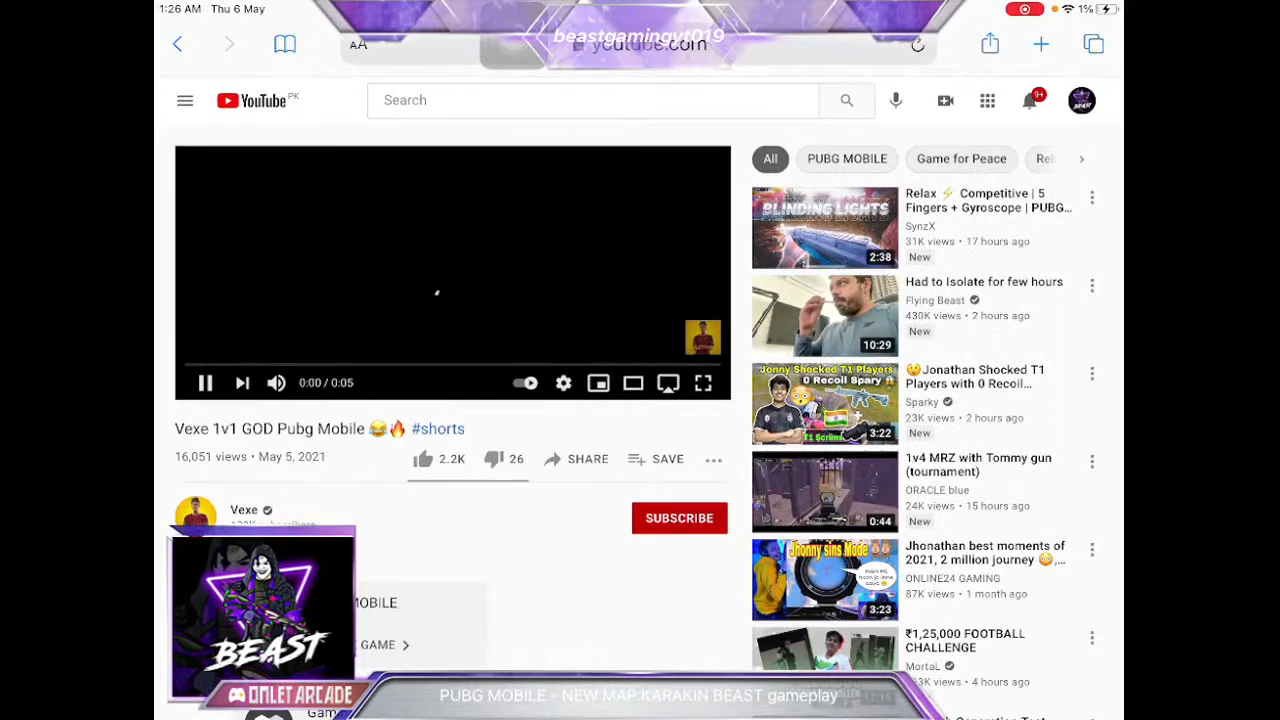 1:26 AM Thu 6 May
1%
beastgamingyt019
AA
youtube.com
YouTube PK
Search
9+
All
PUBG MOBILE
Game for Peace
BLINDING LIGHTS
2:38
Relax ⚡ Competitive | 5
Fingers + Gyroscope | PUBG...
SynzX
31K views • 17 hours ago
New
10:29
Had to Isolate for few hours
Flying Beast
430K views • 2 hours ago
New
Jonny Shocked T1 Players
0 Recoil Spary
T1 Scrims
3:22
🤫Jonathan Shocked T1
Players with 0 Recoil...
Sparky
23K views • 2 hours ago
New
0:44
1v4 MRZ with Tommy gun
(tournament)
ORACLE blue
24K views • 15 hours ago
New
Jhonny sins Mode
3:23
Jhonathan best moments of
2021, 2 million journey 😳,...
ONLINE24 GAMING
87K views • 1 month ago
₹1,25,000 FOOTBALL
CHALLENGE
MortaL
views • 4 hours ago
0:00 / 0:05
Vexe 1v1 GOD Pubg Mobile 😂🔥 #shorts
16,051 views • May 5, 2021
2.2K
26
SHARE
SAVE
Vexe
SUBSCRIBE
MOBILE
GAME
BEAST
OMLET ARCADE
PUBG MOBILE - NEW MAP KARAKIN BEAST gameplay